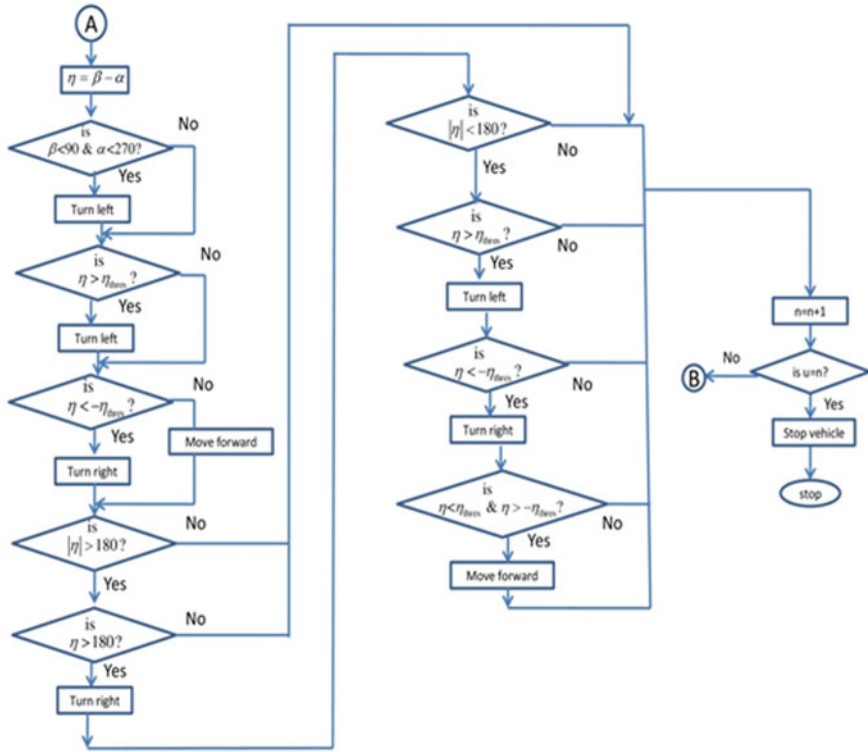 A
η = β − α
is
β<90 & α<270?
No
Yes
Turn left
is
η > ηthres ?
No
Yes
Turn left
is
η < −ηthres ?
No
Yes
Move forward
Turn right
is
|η| > 180?
No
Yes
is
η > 180?
No
Yes
Turn right
is
|η| < 180?
No
Yes
is
η > ηthres ?
No
Yes
Turn left
is
η < −ηthres ?
No
Yes
Turn right
is
η<ηthres & η > −ηthres ?
No
Yes
Move forward
n=n+1
is u=n?
No
B
Yes
Stop vehicle
stop